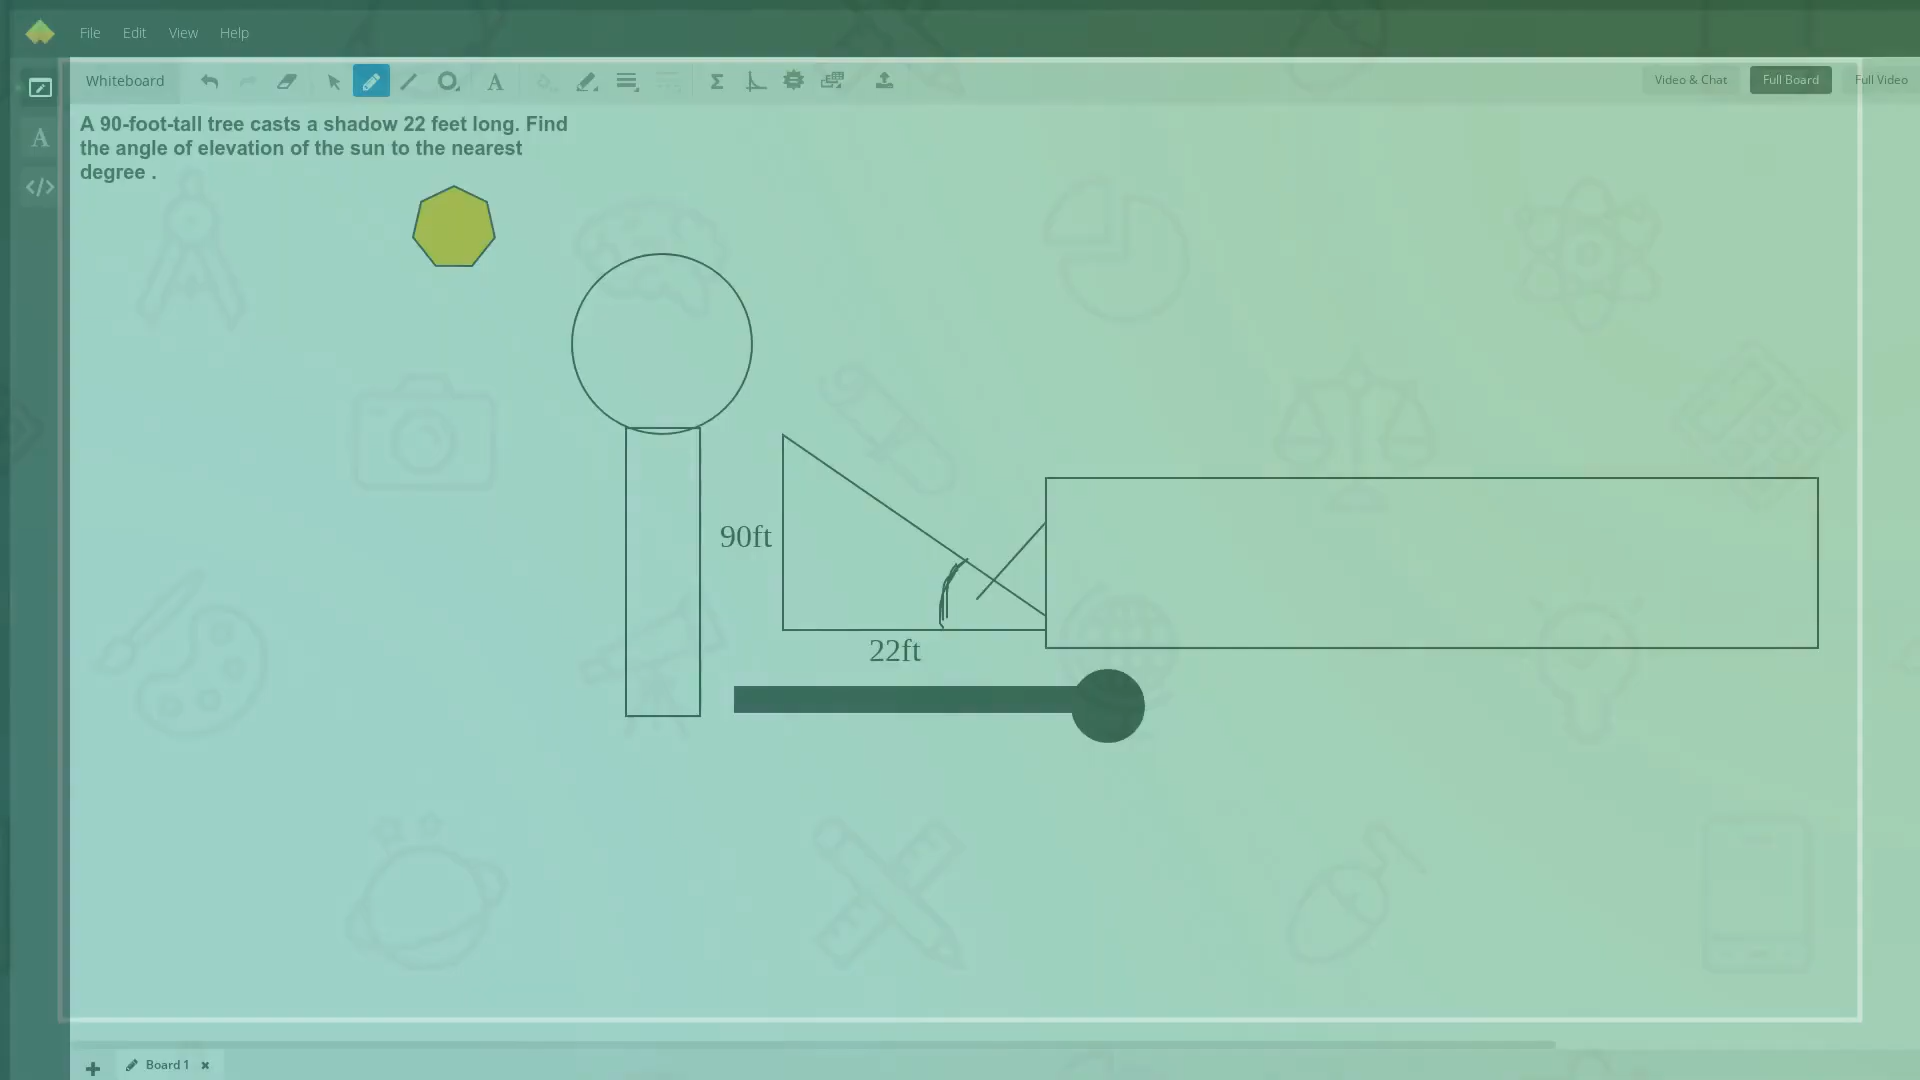 File Edit View Help
Whiteboard
Video & Chat Full Board Full Video
A 90-foot-tall tree casts a shadow 22 feet long. Find
the angle of elevation of the sun to the nearest
degree .
90ft
22ft
Board 1